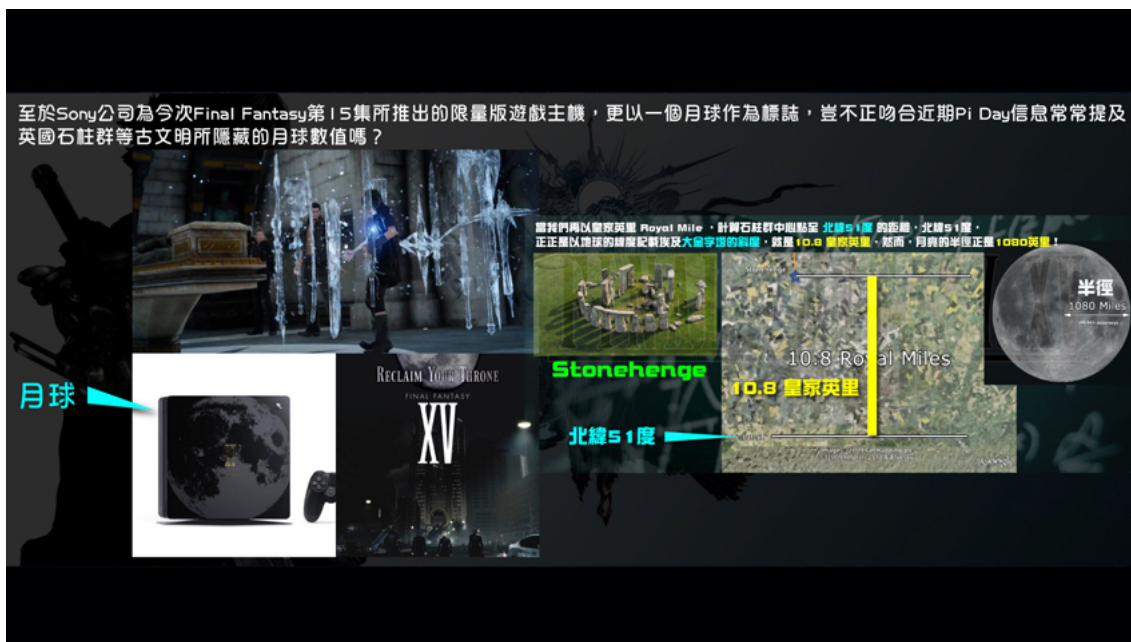 至於Sony公司為今次Final Fantasy第15集所推出的限量版遊戲主機，更以一個月球作為標誌，豈不正吻合近期Pi Day信息常常提及
英國石柱群等古文明所隱藏的月球數值嗎？
當我們再以皇家英里 Royal Mile，計算石柱群中心點至 北緯51度 的距離，北緯51度，
正正是以地球的緯度記載埃及大金字塔的斜度，就是10.8 皇家英里，然而，月亮的半徑正是1080英里！
Stonehenge
半徑
1080 Miles
10.8 Royal Miles
Stonehenge
10.8 皇家英里
RECLAIM YOUR THRONE
FINAL FANTASY
XV
月球
北緯51度